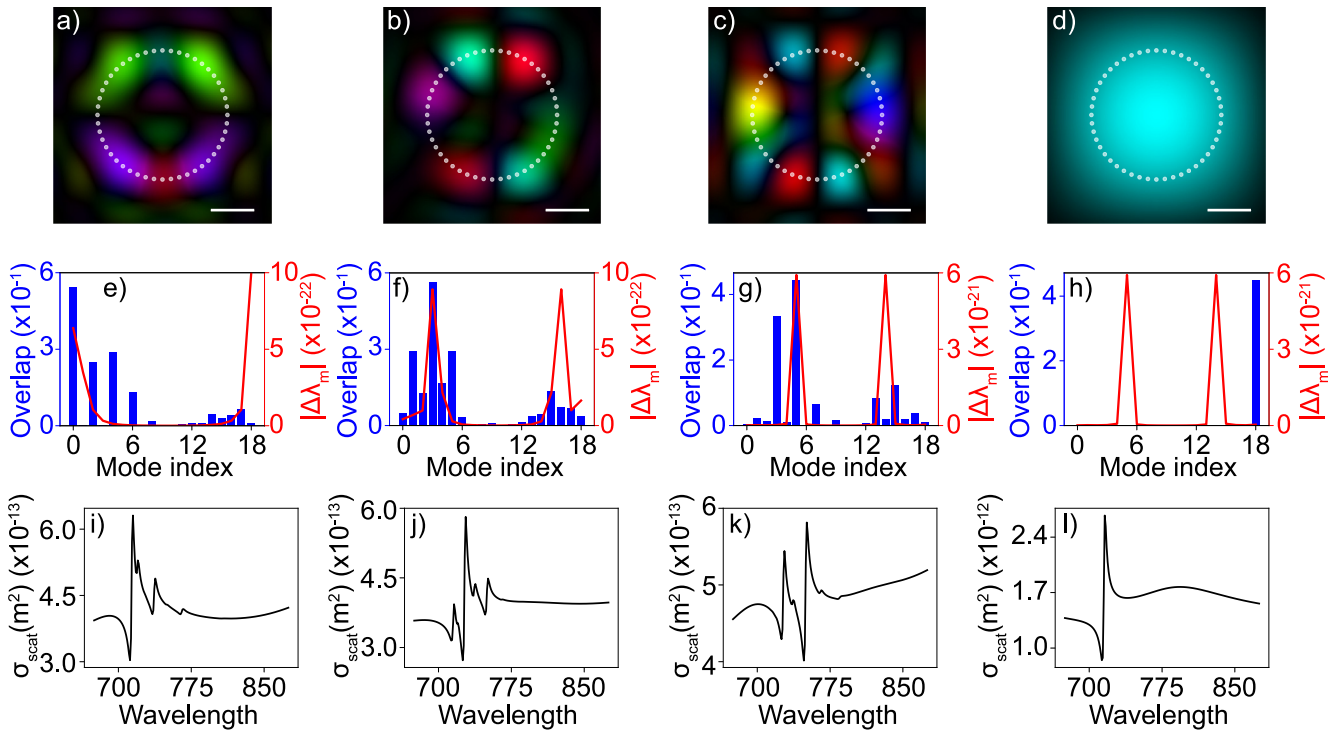 a)
b)
c)
d)
Overlap (x10⁻¹)
6
3
0
e)
10
5
0
|Δλₘ| (x10⁻²²)
0 6 12 18
Mode index
Overlap (x10⁻¹)
6
3
0
f)
10
5
0
|Δλₘ| (x10⁻²²)
0 6 12 18
Mode index
Overlap (x10⁻¹)
4
2
0
g)
6
3
0
|Δλₘ| (x10⁻²¹)
0 6 12 18
Mode index
Overlap (x10⁻¹)
4
2
0
h)
6
3
0
|Δλₘ| (x10⁻²¹)
0 6 12 18
Mode index
σscat(m²) (x10⁻¹³)
6.0
4.5
3.0
i)
700 775 850
Wavelength
σscat(m²) (x10⁻¹³)
6.0
4.5
3.0
j)
700 775 850
Wavelength
σscat(m²) (x10⁻¹³)
6
5
4
k)
700 775 850
Wavelength
σscat(m²) (x10⁻¹²)
2.4
1.7
1.0
l)
700 775 850
Wavelength